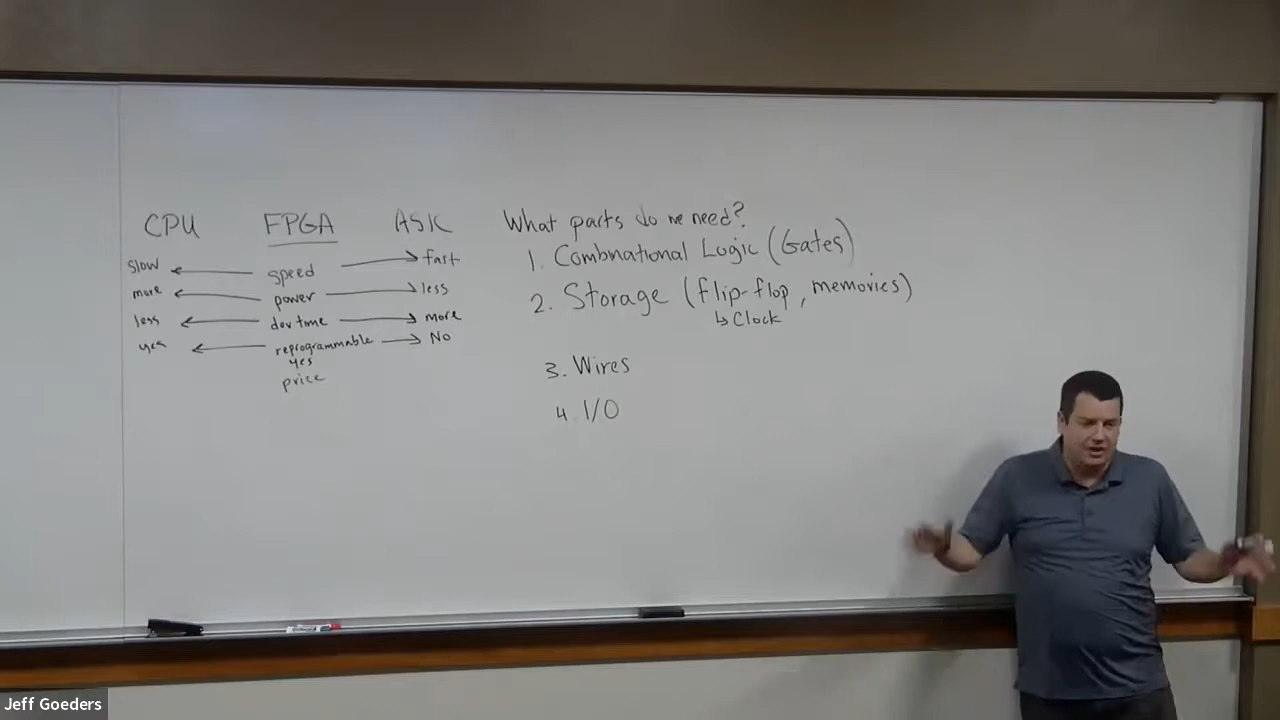 CPU FPGA ASIC
slow speed fast
more power less
less dev time more
yes reprogrammable No
yes
price
What parts do we need?
1. Combnational Logic (Gates)
2. Storage (flip-flop, memories)
↳ Clock
3. Wires
4. I/O
Jeff Goeders